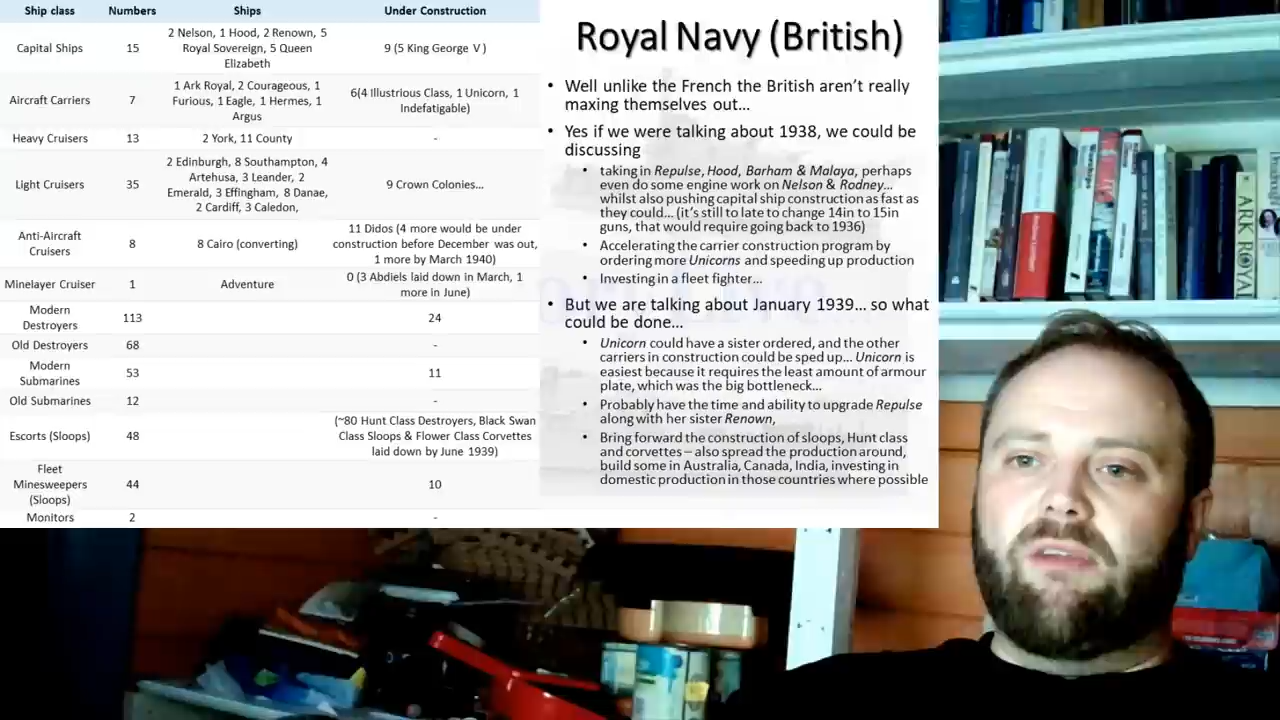 Ship class Numbers Ships Under Construction
Capital Ships 15 2 Nelson, 1 Hood, 2 Renown, 5
Royal Sovereign, 5 Queen
Elizabeth 9 (5 King George V )
Aircraft Carriers 7 1 Ark Royal, 2 Courageous, 1
Furious, 1 Eagle, 1 Hermes, 1
Argus 6(4 Illustrious Class, 1 Unicorn, 1
Indefatigable)
Heavy Cruisers 13 2 York, 11 County -
Light Cruisers 35 2 Edinburgh, 8 Southampton, 4
Artehusa, 3 Leander, 2
Emerald, 3 Effingham, 8 Danae,
2 Cardiff, 3 Caledon, 9 Crown Colonies...
Anti-Aircraft
Cruisers 8 8 Cairo (converting) 11 Didos (4 more would be under
construction before December was out,
1 more by March 1940)
Minelayer Cruiser 1 Adventure 0 (3 Abdiels laid down in March, 1
more in June)
Modern
Destroyers 113 24
Old Destroyers 68 -
Modern
Submarines 53 11
Old Submarines 12 -
Escorts (Sloops) 48 (~80 Hunt Class Destroyers, Black Swan
Class Sloops & Flower Class Corvettes
laid down by June 1939)
Fleet
Minesweepers
(Sloops) 44 10
Monitors 2 -
Royal Navy (British)
• Well unlike the French the British aren't really
maxing themselves out...
• Yes if we were talking about 1938, we could be
discussing
• taking in Repulse, Hood, Barham & Malaya, perhaps
even do some engine work on Nelson & Rodney...
whilst also pushing capital ship construction as fast as
they could... (it's still to late to change 14in to 15in
guns, that would require going back to 1936)
• Accelerating the carrier construction program by
ordering more Unicorns and speeding up production
• Investing in a fleet fighter...
• But we are talking about January 1939... so what
could be done...
• Unicorn could have a sister ordered, and the other
carriers in construction could be sped up... Unicorn is
easiest because it requires the least amount of armour
plate, which was the big bottleneck...
• Probably have the time and ability to upgrade Repulse
along with her sister Renown,
• Bring forward the construction of sloops, Hunt class
and corvettes – also spread the production around,
build some in Australia, Canada, India, investing in
domestic production in those countries where possible
ARK ROYAL